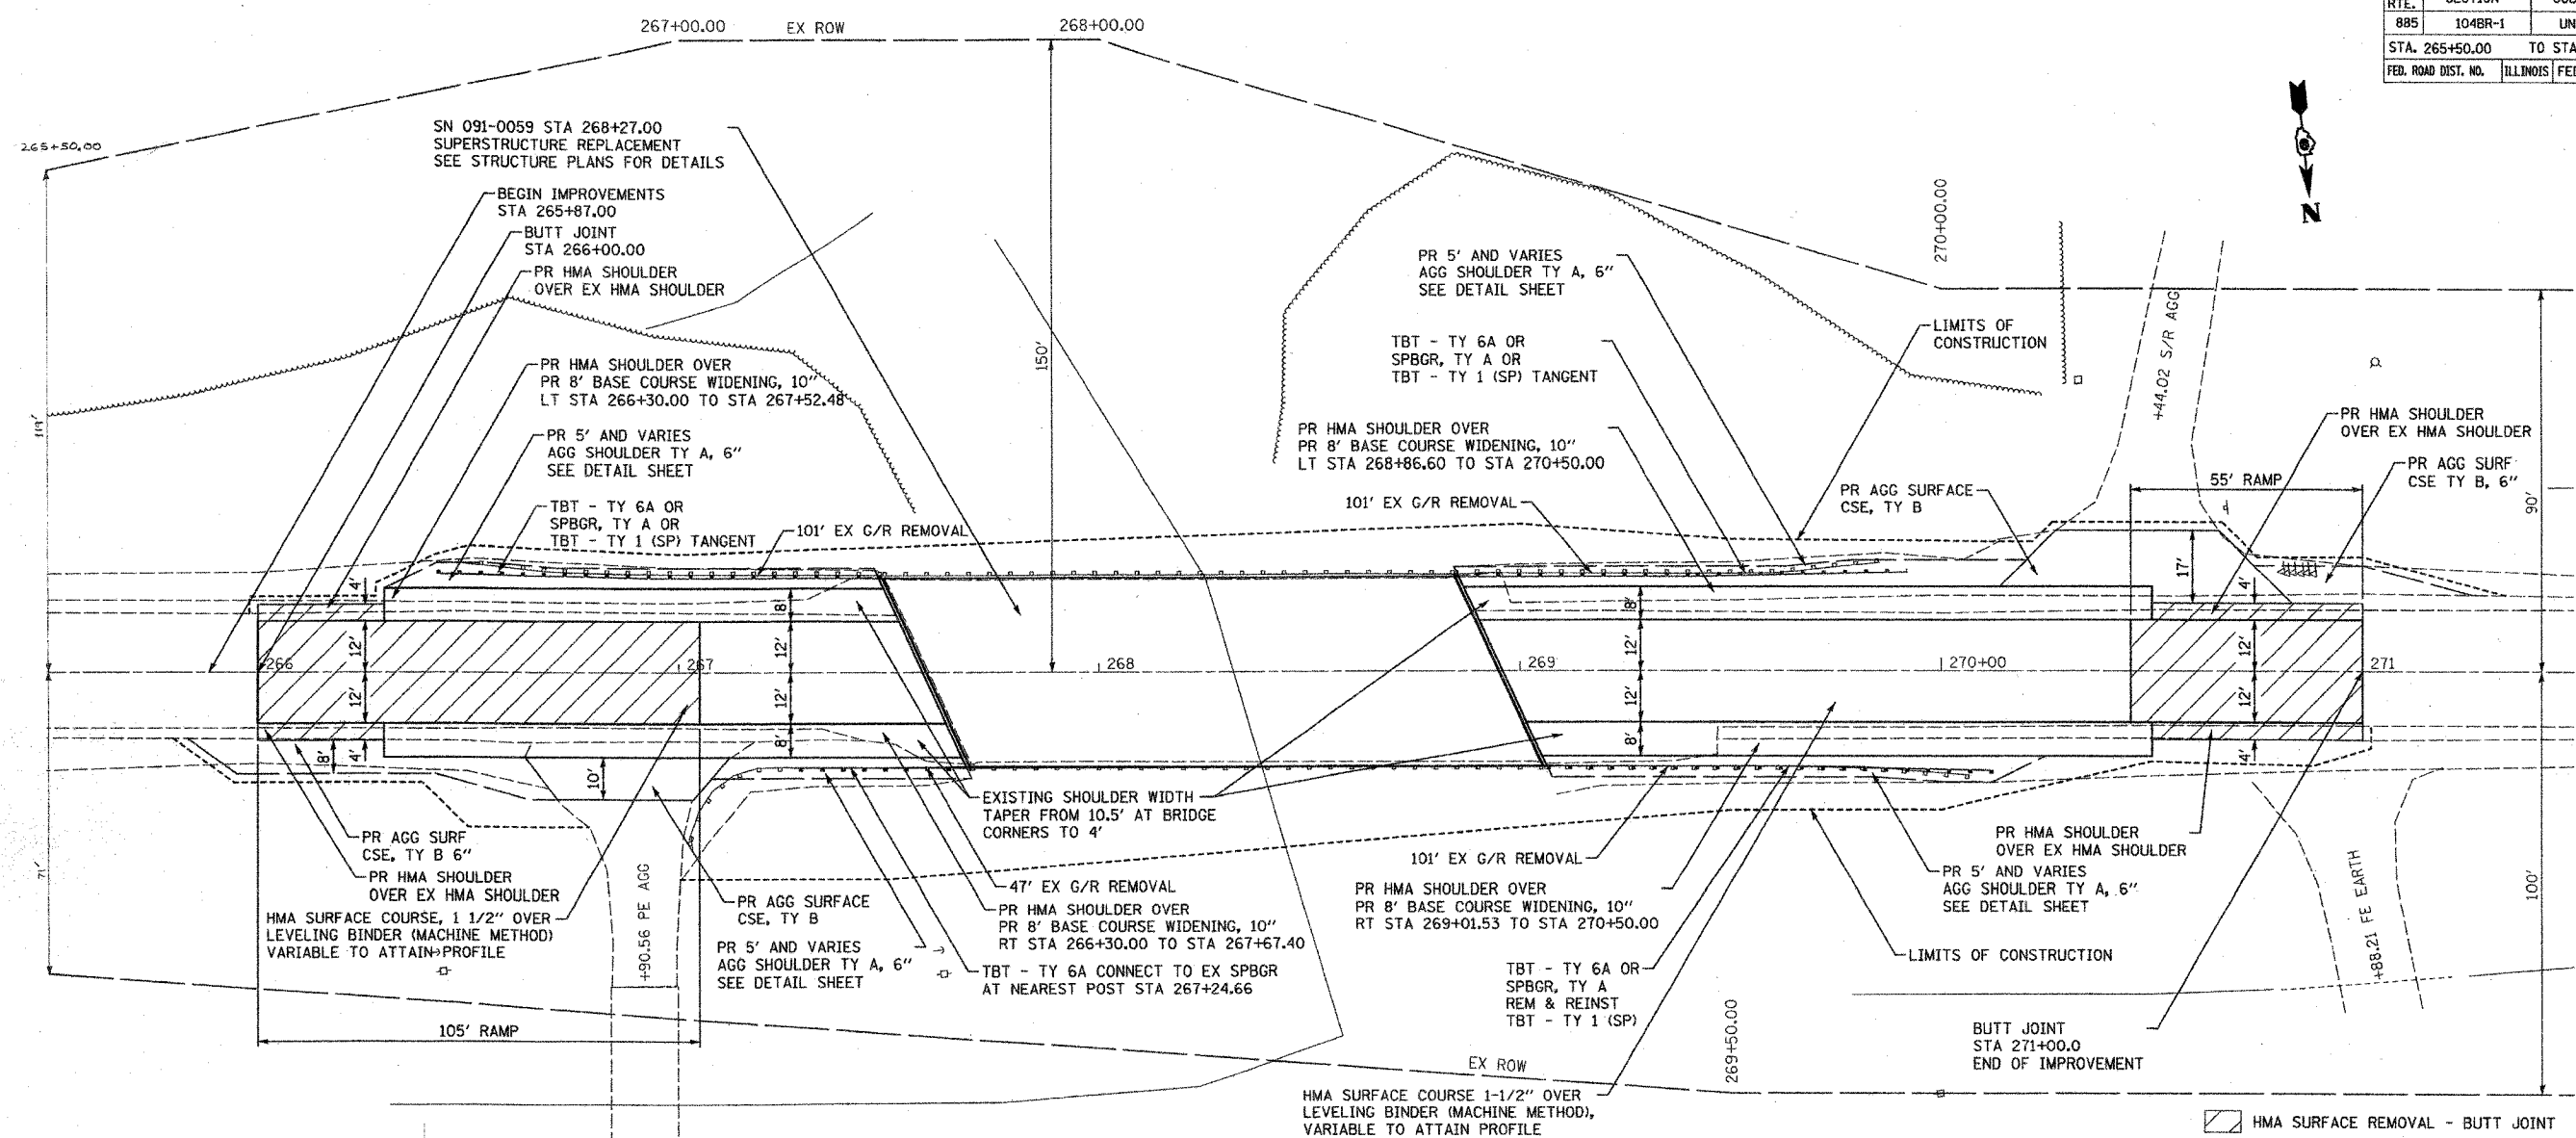 267+00.00
EX ROW
268+00.00
RTE.
885
104BR-1
STA. 265+50.00 TO STA
FED. ROAD DIST. NO.
ILLINOIS
265+50.00
SN 091-0059 STA 268+27.00
SUPERSTRUCTURE REPLACEMENT
SEE STRUCTURE PLANS FOR DETAILS
BEGIN IMPROVEMENTS
STA 265+87.00
BUTT JOINT
STA 266+00.00
PR HMA SHOULDER
OVER EX HMA SHOULDER
PR HMA SHOULDER OVER
PR 8' BASE COURSE WIDENING, 10"
LT STA 266+30.00 TO STA 267+52.48
PR 5' AND VARIES
AGG SHOULDER TY A, 6"
SEE DETAIL SHEET
TBT - TY 6A OR
SPBGR, TY A OR
TBT - TY 1 (SP) TANGENT
101' EX G/R REMOVAL
150'
PR 5' AND VARIES
AGG SHOULDER TY A, 6"
SEE DETAIL SHEET
TBT - TY 6A OR
SPBGR, TY A OR
TBT - TY 1 (SP) TANGENT
PR HMA SHOULDER OVER
PR 8' BASE COURSE WIDENING, 10"
LT STA 268+86.60 TO STA 270+50.00
101' EX G/R REMOVAL
LIMITS OF
CONSTRUCTION
PR AGG SURFACE
CSE, TY B
270+00.00
N
+44.02 S/R AGG
PR HMA SHOULDER
OVER EX HMA SHOULDER
PR AGG SURF
CSE TY B, 6"
55' RAMP
90'
17'
4'
4'
8'
8'
12'
12'
12'
12'
266
267
268
269
270+00
271
12'
12'
12'
12'
8'
4'
8'
8'
4'
10'
EXISTING SHOULDER WIDTH
TAPER FROM 10.5' AT BRIDGE
CORNERS TO 4'
PR AGG SURF
CSE, TY B 6"
PR HMA SHOULDER
OVER EX HMA SHOULDER
HMA SURFACE COURSE, 1 1/2" OVER
LEVELING BINDER (MACHINE METHOD)
VARIABLE TO ATTAIN PROFILE
71'
+90.56 PE AGG
PR AGG SURFACE
CSE, TY B
PR 5' AND VARIES
AGG SHOULDER TY A, 6"
SEE DETAIL SHEET
47' EX G/R REMOVAL
PR HMA SHOULDER OVER
PR 8' BASE COURSE WIDENING, 10"
RT STA 266+30.00 TO STA 267+67.40
TBT - TY 6A CONNECT TO EX SPBGR
AT NEAREST POST STA 267+24.66
101' EX G/R REMOVAL
PR HMA SHOULDER OVER
PR 8' BASE COURSE WIDENING, 10"
RT STA 269+01.53 TO STA 270+50.00
TBT - TY 6A OR
SPBGR, TY A
REM & REINST
TBT - TY 1 (SP)
PR HMA SHOULDER
OVER EX HMA SHOULDER
PR 5' AND VARIES
AGG SHOULDER TY A, 6"
SEE DETAIL SHEET
LIMITS OF CONSTRUCTION
+88.21 FE EARTH
100'
105' RAMP
EX ROW
269+50.00
BUTT JOINT
STA 271+00.0
END OF IMPROVEMENT
HMA SURFACE COURSE 1-1/2" OVER
LEVELING BINDER (MACHINE METHOD),
VARIABLE TO ATTAIN PROFILE
HMA SURFACE REMOVAL - BUTT JOINT